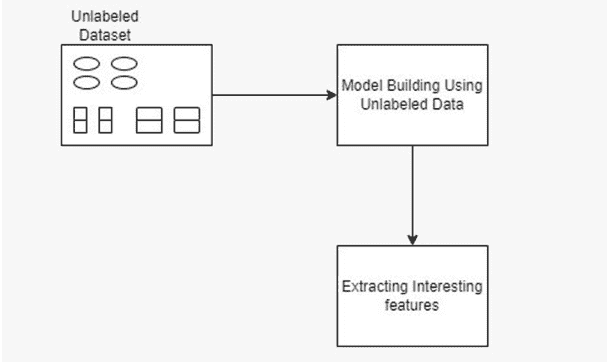 Unlabeled
Dataset
Model Building Using
Unlabeled Data
Extracting Interesting
features